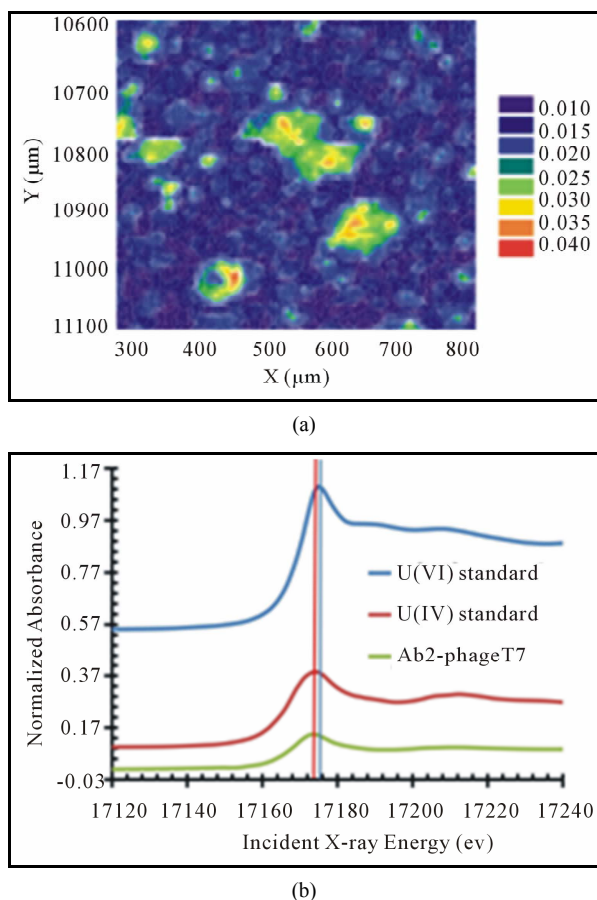 10600
10700
10800
10900
11000
11100
Y (μm)
300 400 500 600 700 800
X (μm)
0.010
0.015
0.020
0.025
0.030
0.035
0.040
(a)
1.17
0.97
0.77
0.57
0.37
0.17
-0.03
Normalized Absorbance
U(VI) standard
U(IV) standard
Ab2-phageT7
17120 17140 17160 17180 17200 17220 17240
Incident X-ray Energy (ev)
(b)